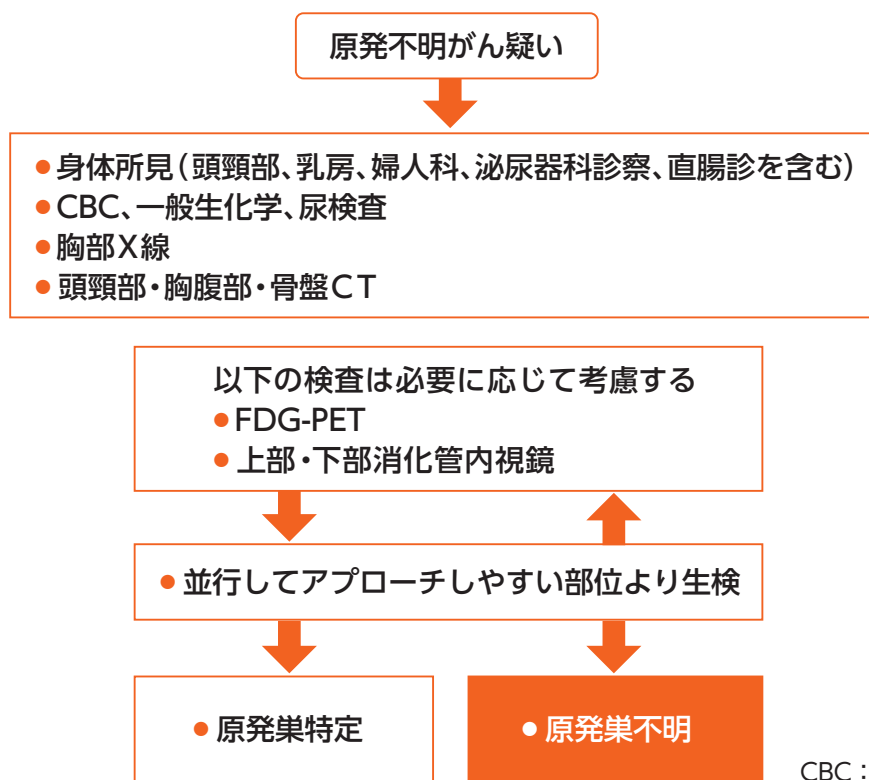 原発不明がん疑い
●身体所見(頭頸部、乳房、婦人科、泌尿器科診察、直腸診を含む)
●CBC、一般生化学、尿検査
●胸部X線
●頭頸部・胸腹部・骨盤CT
以下の検査は必要に応じて考慮する
●FDG-PET
●上部・下部消化管内視鏡
●並行してアプローチしやすい部位より生検
●原発巣特定
●原発巣不明
CBC：